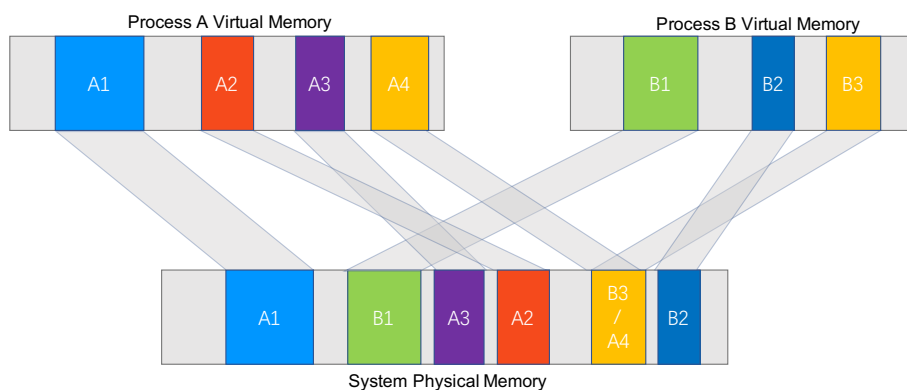 Process A Virtual Memory
Process B Virtual Memory
A1
A2
A3
A4
B1
B2
B3
A1
B1
A3
A2
B3
/
A4
B2
System Physical Memory